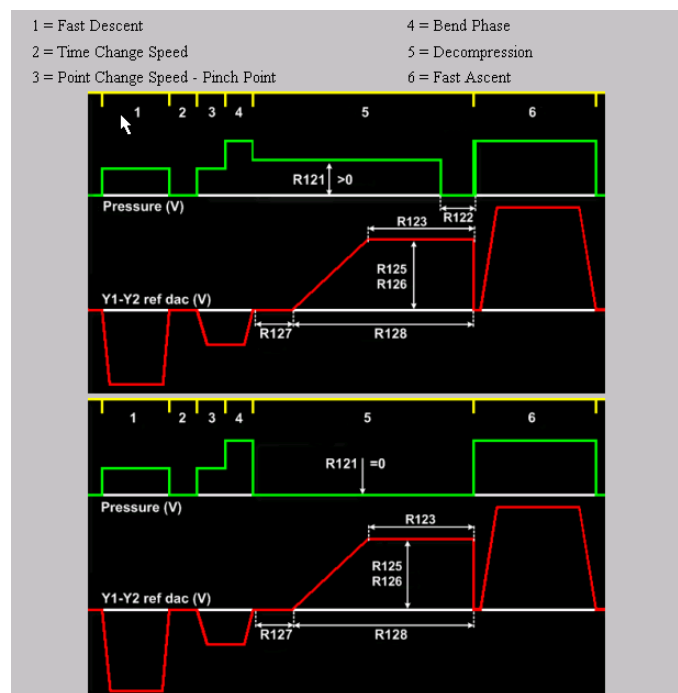 1 = Fast Descent 4 = Bend Phase
2 = Time Change Speed 5 = Decompression
3 = Point Change Speed - Pinch Point 6 = Fast Ascent
1 2 3 4 5 6
R121 >0
Pressure (V)
R122
R123
R125
R126
Y1-Y2 ref dac (V)
R127 R128
1 2 3 4 5 6
R121 =0
Pressure (V)
R123
R125
R126
Y1-Y2 ref dac (V)
R127 R128